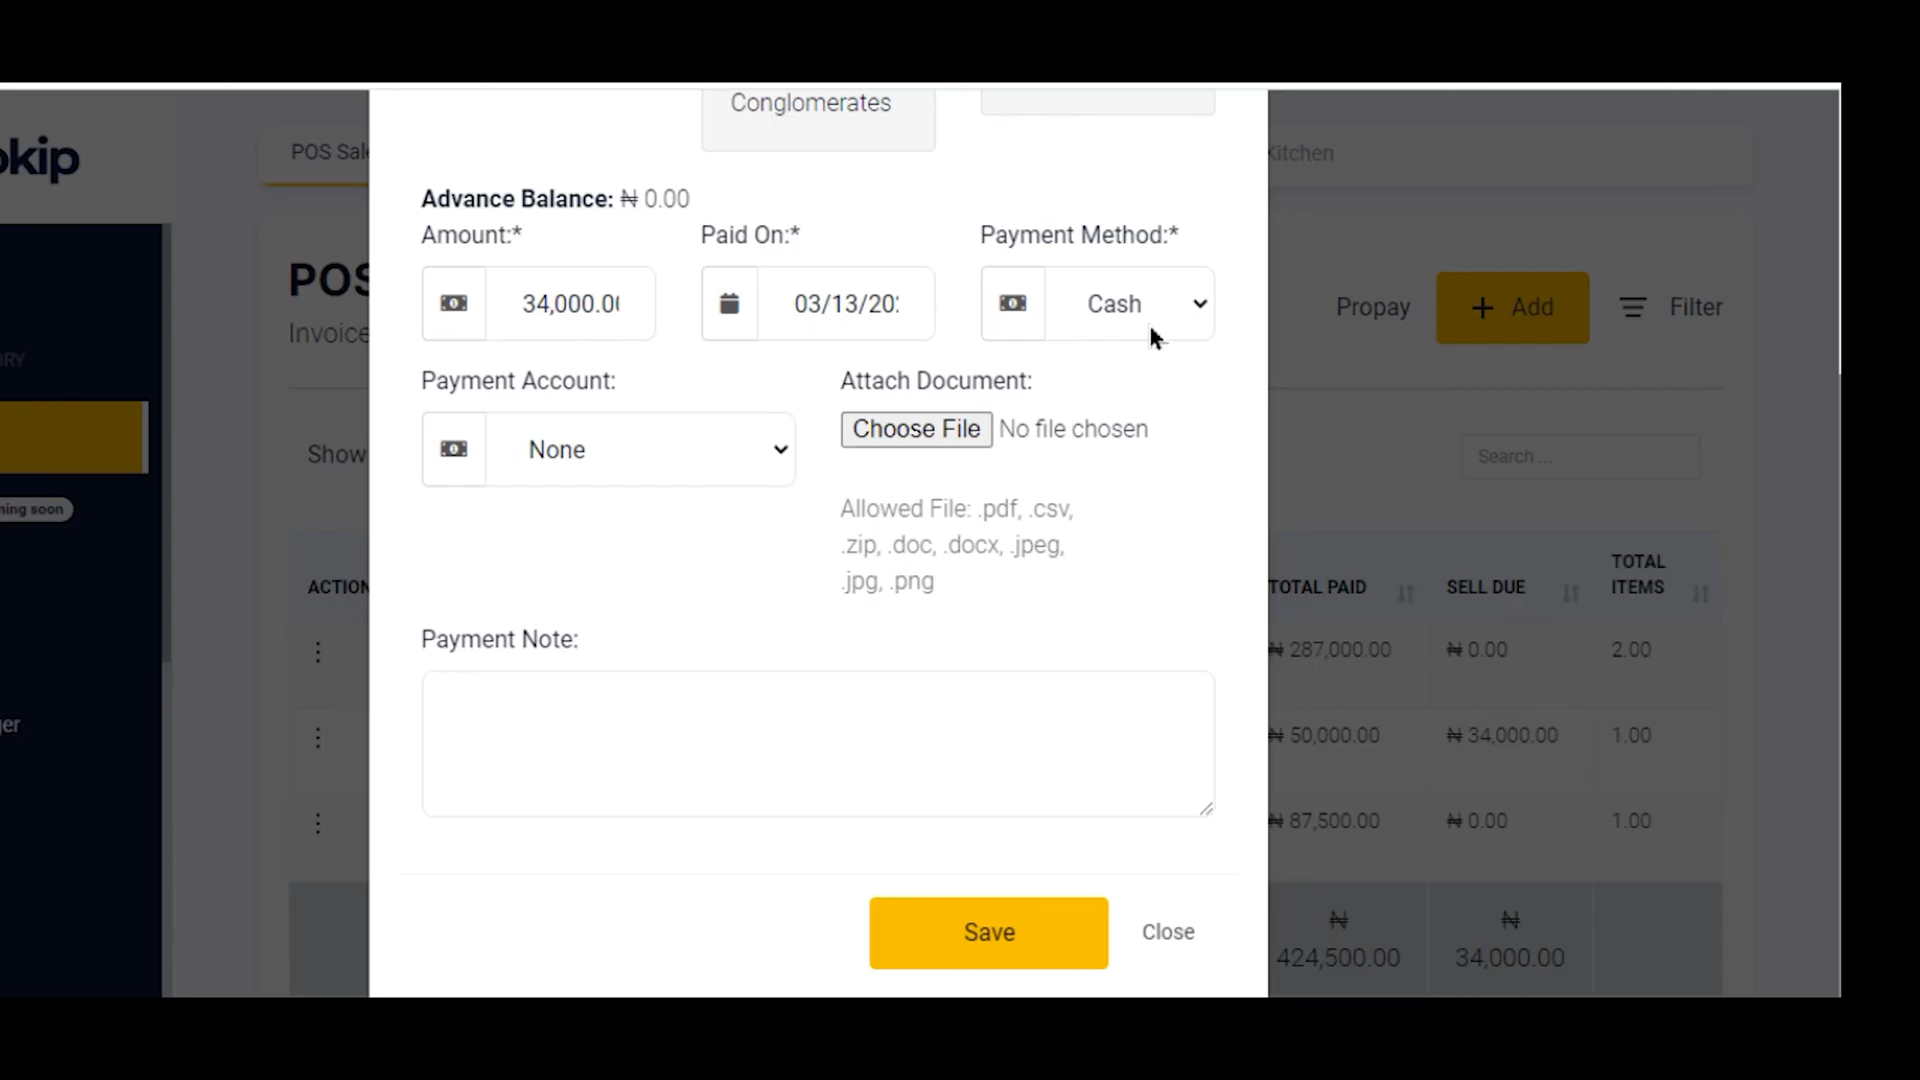 Conglomerates
okip
POS Sale
Kitchen
Advance Balance: ₦ 0.00
Amount:*
Paid On:*
Payment Method:*
34,000.0
03/13/202
Cash
POS
Invoice
Propay
+ Add
Filter
ORY
Payment Account:
Attach Document:
None
Choose File No file chosen
Show
Search ...
ming soon
Allowed File: .pdf, .csv,
.zip, .doc, .docx, .jpeg,
.jpg, .png
ACTION
TOTAL PAID
SELL DUE
TOTAL
ITEMS
Payment Note:
₦ 287,000.00
₦ 0.00
2.00
ger
₦ 50,000.00
₦ 34,000.00
1.00
₦ 87,500.00
₦ 0.00
1.00
Save
Close
₦
424,500.00
₦
34,000.00